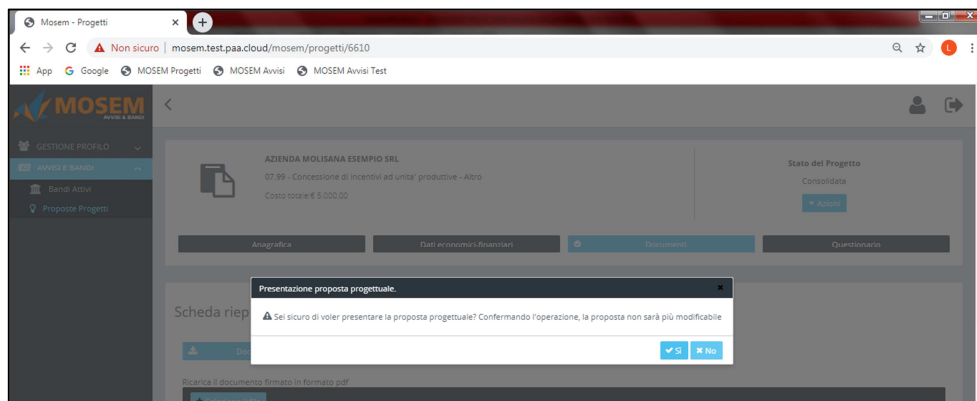 Mosem - Progetti
Non sicuro | mosem.test.paa.cloud/mosem/progetti/6610
L
App Google MOSEM Progetti MOSEM Avvisi MOSEM Avvisi Test
MOSEM
AVVISI & BANDI
GESTIONE PROFILO
AVVISI E BANDI
Bandi Attivi
Proposte Progetti
AZIENDA MOLISANA ESEMPIO SRL
07.99 - Concessione di incentivi ad unita' produttive - Altro
Costo totale € 5.000,00
Stato del Progetto
Consolidata
Azioni
Anagrafica
Dati economici-finanziari
Documenti
Questionario
Presentazione proposta progettuale.
Sei sicuro di voler presentare la proposta progettuale? Confermando l'operazione, la proposta non sarà più modificabile
Sì
No
Scheda riep
Doc
Ricarica il documento firmato in formato pdf